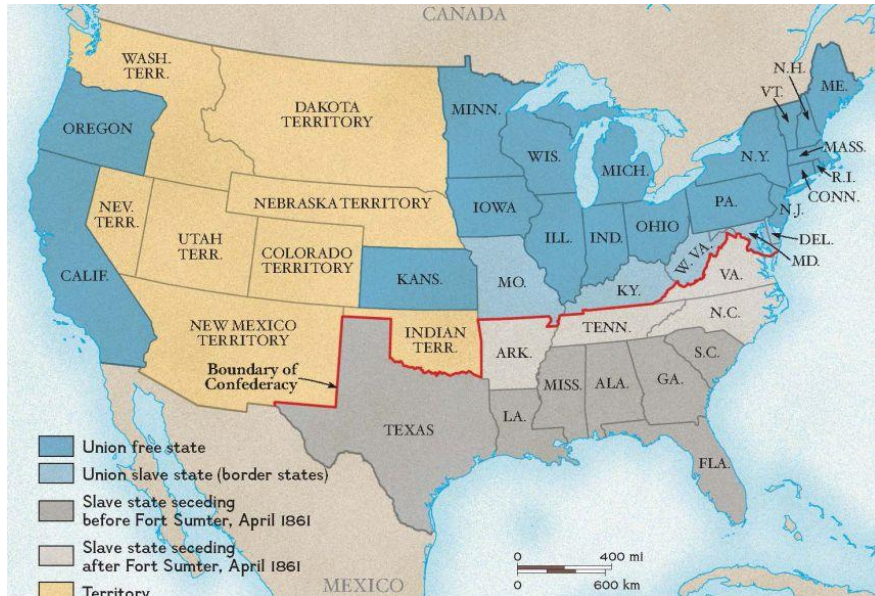 CANADA
WASH.
TERR.
OREGON
DAKOTA
TERRITORY
MINN.
WIS.
MICH.
N.H.
VT.
ME.
MASS.
N.Y.
R.I.
CONN.
NEV.
TERR.
NEBRASKA TERRITORY
IOWA
PA.
N.J.
UTAH
TERR.
COLORADO
TERRITORY
ILL.
IND.
OHIO
DEL.
MD.
CALIF.
KANS.
MO.
W. VA.
VA.
KY.
N.C.
NEW MEXICO
TERRITORY
INDIAN
TERR.
TENN.
ARK.
S.C.
Boundary of
Confederacy
MISS.
ALA.
GA.
TEXAS
LA.
FLA.
Union free state
Union slave state (border states)
Slave state seceding
before Fort Sumter, April 1861
Slave state seceding
after Fort Sumter, April 1861
Territory
0 400 mi
0 600 km
MEXICO